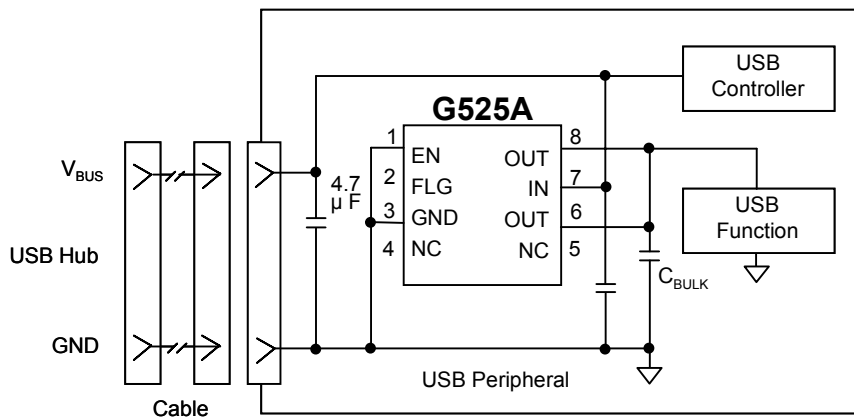 USB
Controller
G525A
1
EN
OUT
8
V_BUS
4.7
µ F
2
FLG
IN
7
3
GND
OUT
6
USB
Function
USB Hub
4
NC
NC
5
C_BULK
GND
USB Peripheral
Cable